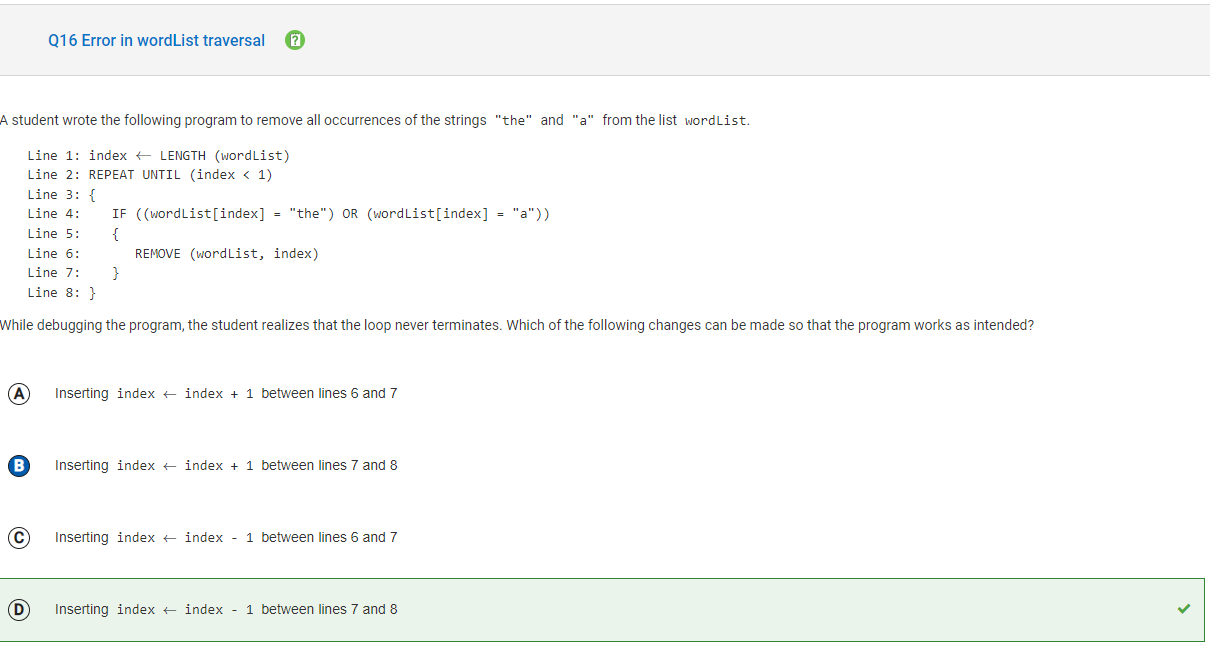 Q16 Error in wordList traversal ?
A student wrote the following program to remove all occurrences of the strings "the" and "a" from the list wordList.
Line 1: index ← LENGTH (wordList)
Line 2: REPEAT UNTIL (index < 1)
Line 3: {
Line 4: IF ((wordList[index] = "the") OR (wordList[index] = "a"))
Line 5: {
Line 6: REMOVE (wordList, index)
Line 7: }
Line 8: }
While debugging the program, the student realizes that the loop never terminates. Which of the following changes can be made so that the program works as intended?
A Inserting index ← index + 1 between lines 6 and 7
B Inserting index ← index + 1 between lines 7 and 8
C Inserting index ← index - 1 between lines 6 and 7
D Inserting index ← index - 1 between lines 7 and 8